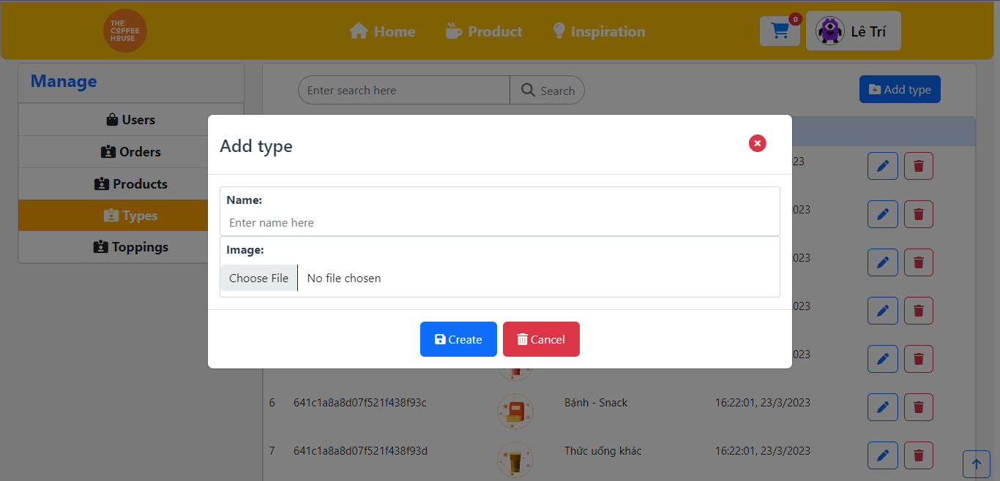 THE
COFFEE
HOUSE
Home
Product
Inspiration
0
Lê Trí
Manage
Users
Orders
Products
Types
Toppings
Enter search here
Search
Add type
Add type
Name:
Enter name here
Image:
Choose File
No file chosen
Create
Cancel
23
023
023
023
023
6 641c1a8a8d07f521f438f93c Bánh - Snack 16:22:01, 23/3/2023
7 641c1a8a8d07f521f438f93d Thức uống khác 16:22:01, 23/3/2023